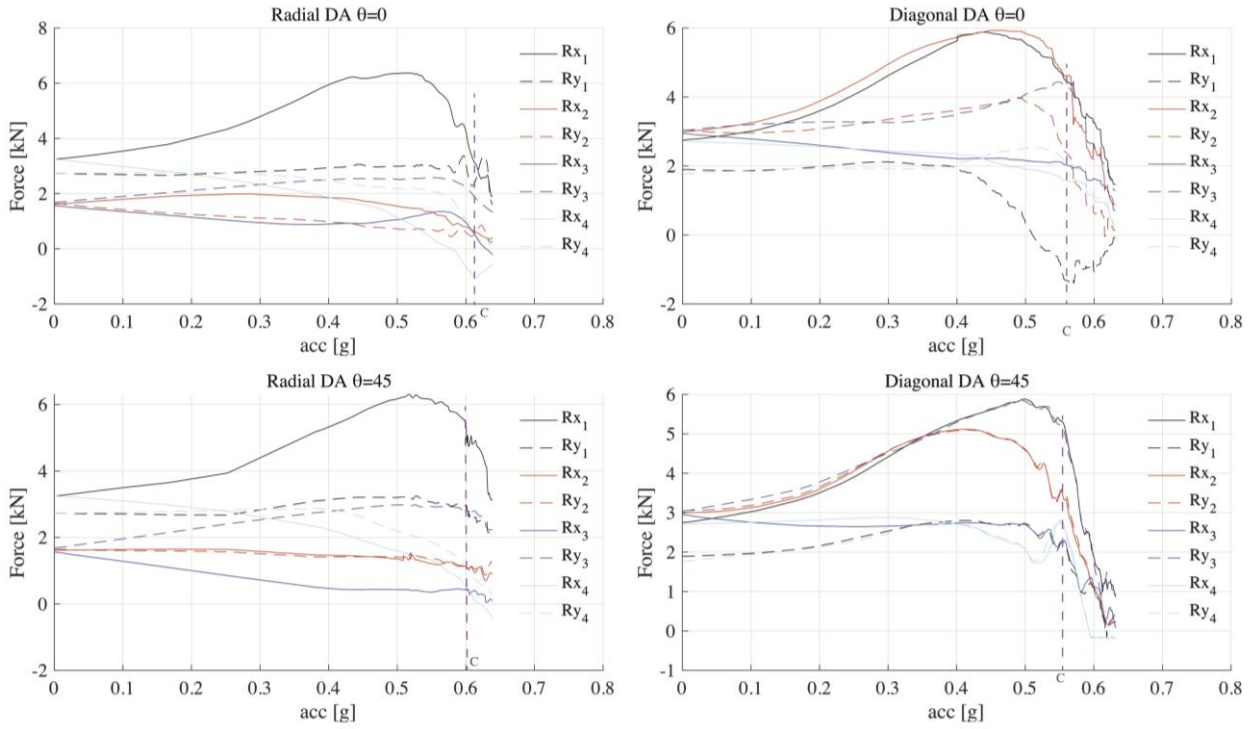 Radial DA θ=0
Force [kN]
8
6
4
2
0
-2
0 0.1 0.2 0.3 0.4 0.5 0.6 0.7 0.8
C
acc [g]
Rx1
Ry1
Rx2
Ry2
Rx3
Ry3
Rx4
Ry4
Diagonal DA θ=0
Force [kN]
6
4
2
0
-2
0 0.1 0.2 0.3 0.4 0.5 0.6 0.7 0.8
C
acc [g]
Rx1
Ry1
Rx2
Ry2
Rx3
Ry3
Rx4
Ry4
Radial DA θ=45
Force [kN]
6
4
2
0
-2
0 0.1 0.2 0.3 0.4 0.5 0.6 0.7 0.8
C
acc [g]
Rx1
Ry1
Rx2
Ry2
Rx3
Ry3
Rx4
Ry4
Diagonal DA θ=45
Force [kN]
6
5
4
3
2
1
0
-1
0 0.1 0.2 0.3 0.4 0.5 0.6 0.7 0.8
C
acc [g]
Rx1
Ry1
Rx2
Ry2
Rx3
Ry3
Rx4
Ry4